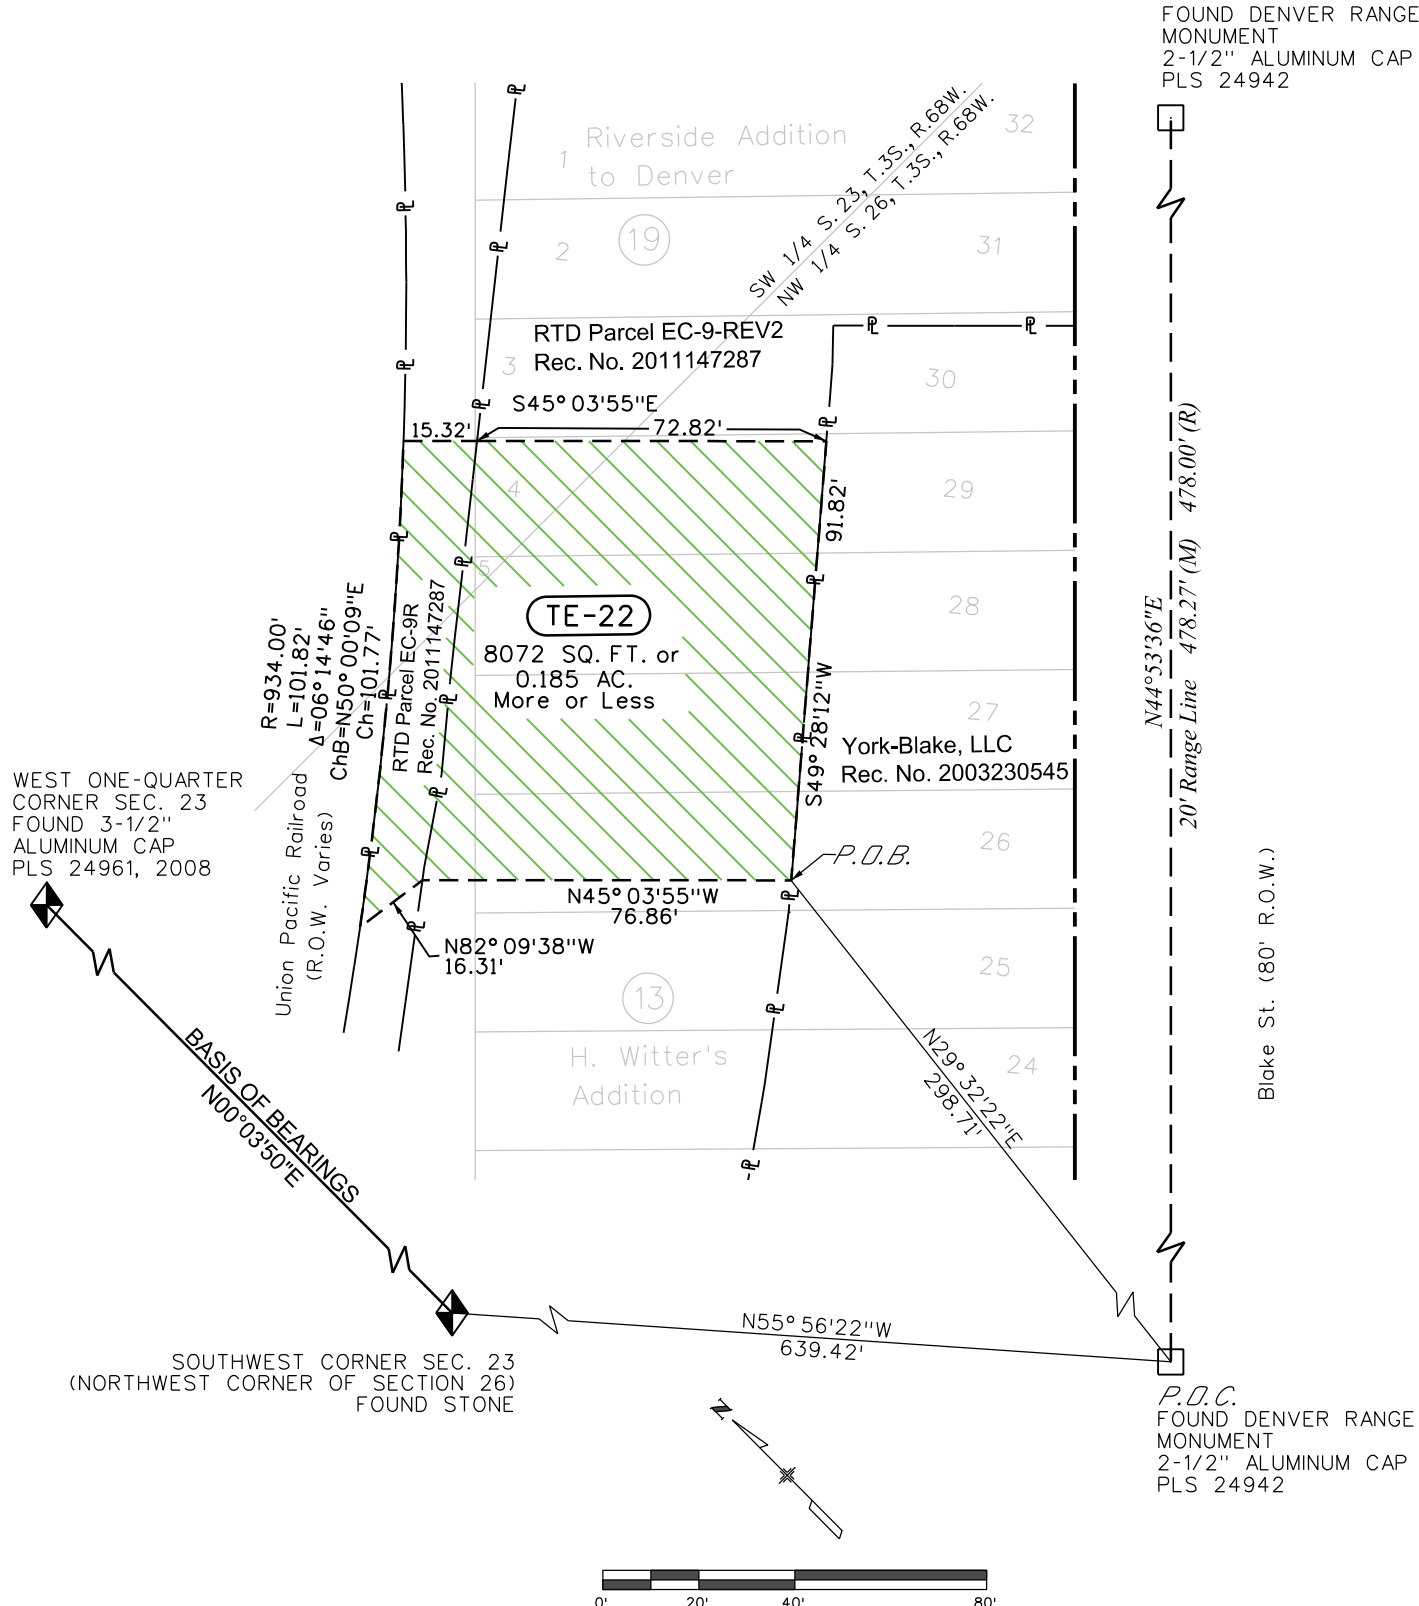 FOUND DENVER RANGE
MONUMENT
2-1/2" ALUMINUM CAP
PLS 24942
32
Riverside Addition
to Denver
1
SW 1/4 S. 23, T.3S., R.68W.
NW 1/4 S. 26, T.3S., R.68W.
2
19
31
RTD Parcel EC-9-REV2
Rec. No. 2011147287
3
30
S45°03'55"E
15.32'
72.82'
4
29
91.82'
5
28
TE-22
8072 SQ. FT. or
0.185 AC.
More or Less
R=934.00'
L=101.82'
Δ=06°14'46"
ChB=N50°00'09"E
Ch=101.77'
RTD Parcel EC-9R
Rec. No. 2011147287
S49°28'12"W
27
York-Blake, LLC
Rec. No. 2003230545
N44°53'36"E
20' Range Line 478.27' (M) 478.00' (R)
WEST ONE-QUARTER
CORNER SEC. 23
FOUND 3-1/2"
ALUMINUM CAP
PLS 24961, 2008
Union Pacific Railroad
(R.O.W. Varies)
26
P.O.B.
N45°03'55"W
76.86'
N82°09'38"W
16.31'
25
13
H. Witter's
Addition
24
Blake St. (80' R.O.W.)
N29°32'22"E
298.71'
BASIS OF BEARINGS
N00°03'50"E
N55°56'22"W
639.42'
SOUTHWEST CORNER SEC. 23
(NORTHWEST CORNER OF SECTION 26)
FOUND STONE
P.O.C.
FOUND DENVER RANGE
MONUMENT
2-1/2" ALUMINUM CAP
PLS 24942
N
0' 20' 40' 80'